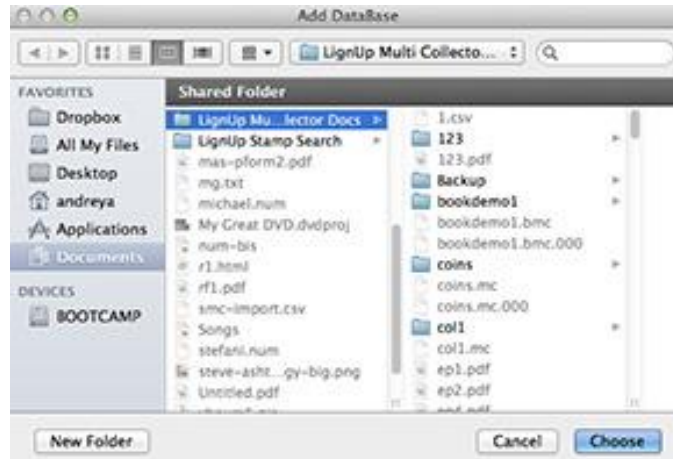 Add DataBase
LignUp Multi Collecto...
FAVORITES
Dropbox
All My Files
Desktop
andreya
Applications
Documents
DEVICES
BOOTCAMP
Shared Folder
LignUp Mu...lector Docs
LignUp Stamp Search
mas-pform2.pdf
mg.txt
michael.num
My Great DVD.dvdproj
num-bis
r1.html
rf1.pdf
smc-import.csv
Songs
stefani.num
steve-asht...gy-big.png
Untitled.pdf
1.csv
123
123.pdf
Backup
bookdemo1
bookdemo1.bmc
bookdemo1.bmc.000
coins
coins.mc
coins.mc.000
col1
col1.mc
ep1.pdf
ep2.pdf
New Folder
Cancel
Choose